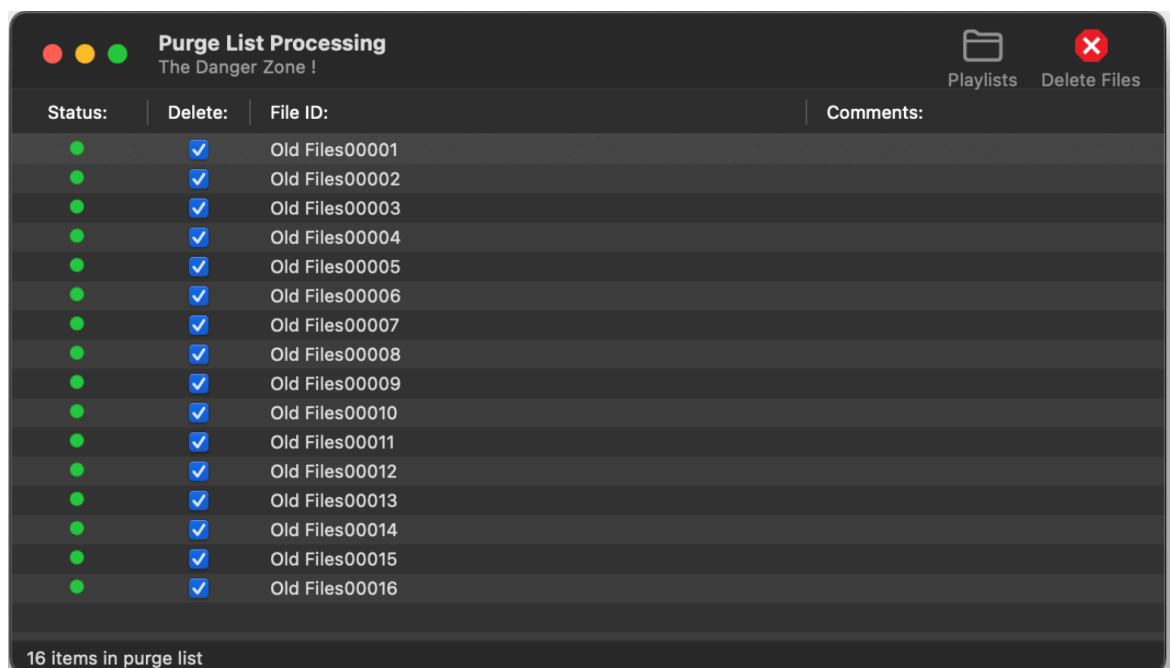 Purge List Processing
The Danger Zone !
Playlists Delete Files
Status: Delete: File ID: Comments:
Old Files00001
Old Files00002
Old Files00003
Old Files00004
Old Files00005
Old Files00006
Old Files00007
Old Files00008
Old Files00009
Old Files00010
Old Files00011
Old Files00012
Old Files00013
Old Files00014
Old Files00015
Old Files00016
16 items in purge list